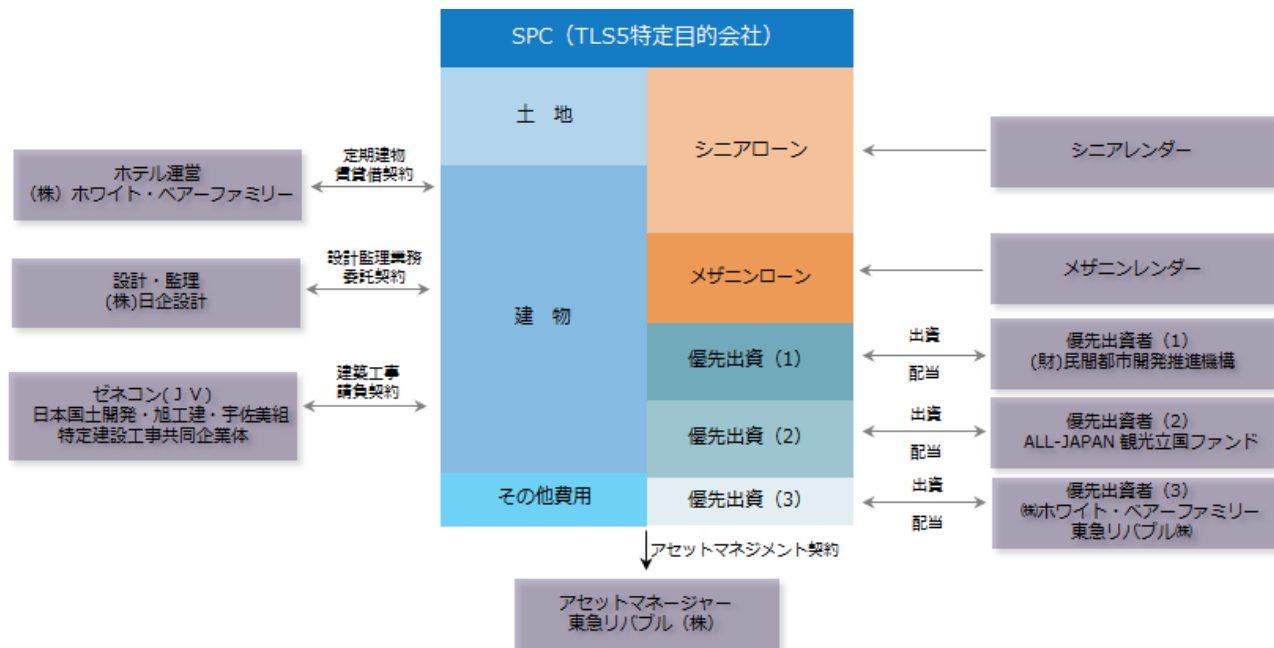 SPC（TLS5特定目的会社）
土　地
建　物
その他費用
シニアローン
メザニンローン
優先出資（1）
優先出資（2）
優先出資（3）
ホテル運営
（株）ホワイト・ベアーファミリー
定期建物
賃貸借契約
設計・監理
(株)日企設計
設計監理業務
委託契約
ゼネコン(ＪＶ)
日本国土開発・旭工建・宇佐美組
特定建設工事共同企業体
建築工事
請負契約
シニアレンダー
メザニンレンダー
出資
配当
優先出資者（1）
(財)民間都市開発推進機構
出資
配当
優先出資者（2）
ALL-JAPAN 観光立国ファンド
出資
配当
優先出資者（3）
㈱ホワイト・ベアーファミリー
東急リバブル㈱
アセットマネジメント契約
アセットマネージャー
東急リバブル（株）